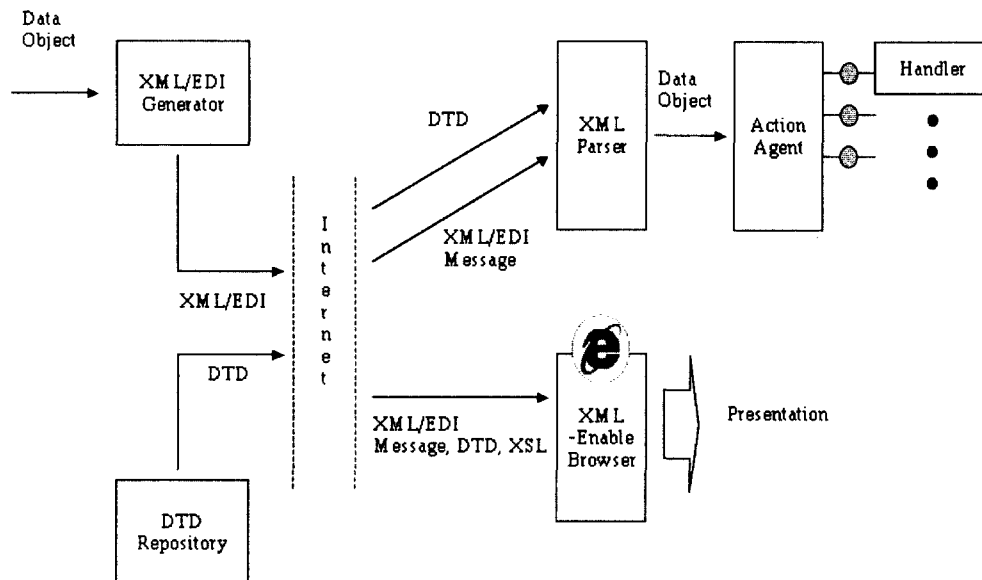 Data
Object
XML/EDI
Generator
DTD
XML
Parser
Data
Object
Action
Agent
Handler
XML/EDI
Message
XML/EDI
Internet
DTD
XML/EDI
Message, DTD, XSL
e
XML
-Enable
Browser
Presentation
DTD
Repository